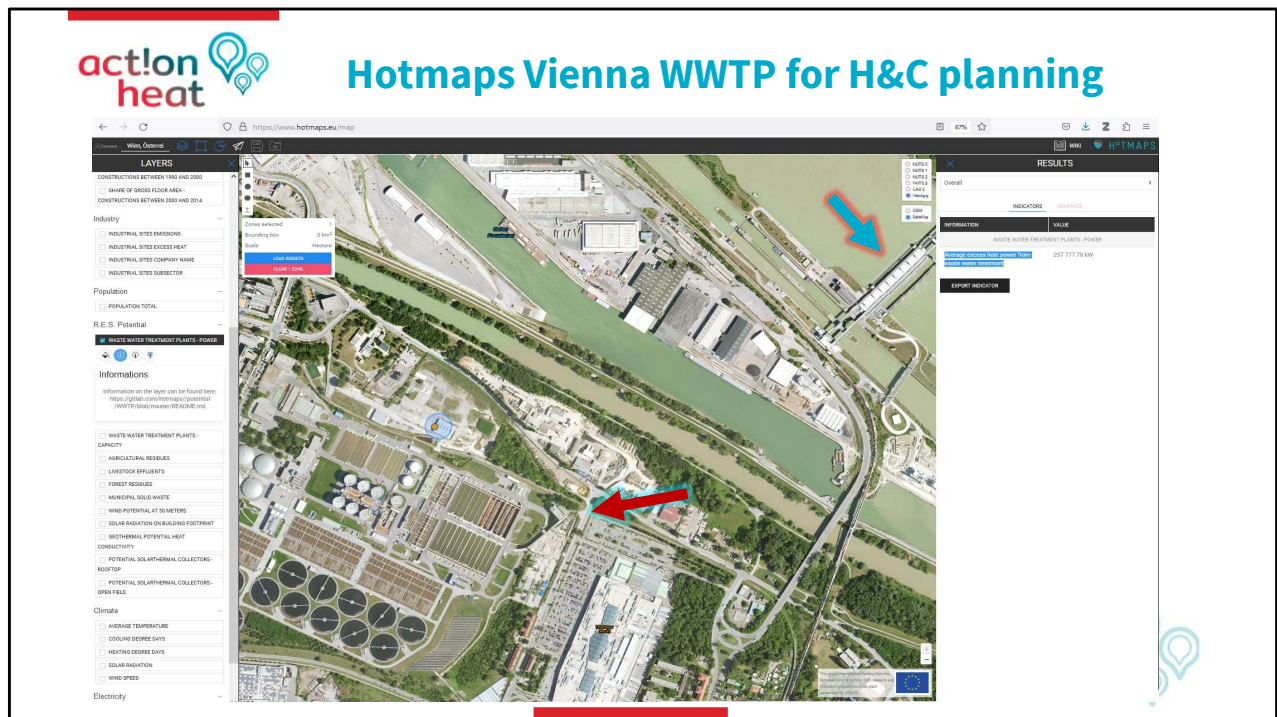 act!on
heat
Hotmaps Vienna WWTP for H&C planning
https://www.hotmaps.eu/map
67%
Connect
Wien, Österrei
WIKI
H°TMAPS
LAYERS
CONSTRUCTIONS BETWEEN 1990 AND 2000
SHARE OF GROSS FLOOR AREA -
CONSTRUCTIONS BETWEEN 2000 AND 2014
Industry
INDUSTRIAL SITES EMISSIONS
INDUSTRIAL SITES EXCESS HEAT
INDUSTRIAL SITES COMPANY NAME
INDUSTRIAL SITES SUBSECTOR
Population
POPULATION TOTAL
R.E.S. Potential
WASTE WATER TREATMENT PLANTS - POWER
Informations
Information on the layer can be found here:
https://gitlab.com/hotmaps/potential
/WWTP/blob/master/README.md
WASTE WATER TREATMENT PLANTS -
CAPACITY
AGRICULTURAL RESIDUES
LIVESTOCK EFFLUENTS
FOREST RESIDUES
MUNICIPAL SOLID WASTE
WIND POTENTIAL AT 50 METERS
SOLAR RADIATION ON BUILDING FOOTPRINT
GEOTHERMAL POTENTIAL HEAT
CONDUCTIVITY
POTENTIAL SOLARTHERMAL COLLECTORS -
ROOFTOP
POTENTIAL SOLARTHERMAL COLLECTORS -
OPEN FIELD
Climate
AVERAGE TEMPERATURE
COOLING DEGREE DAYS
HEATING DEGREE DAYS
SOLAR RADIATION
WIND SPEED
Electricity
Zones selected 1
Bounding box 0 km²
Scale Hectare
LOAD RESULTS
CLEAR 1 ZONE
NUTS 0
NUTS 1
NUTS 2
NUTS 3
LAU 2
Hectare
OSM
Satellite
RESULTS
Overall
INDICATORS
GRAPHICS
INFORMATION VALUE
WASTE WATER TREATMENT PLANTS - POWER
Average excess heat power from 257 777.78 kW
waste water treatment
EXPORT INDICATOR